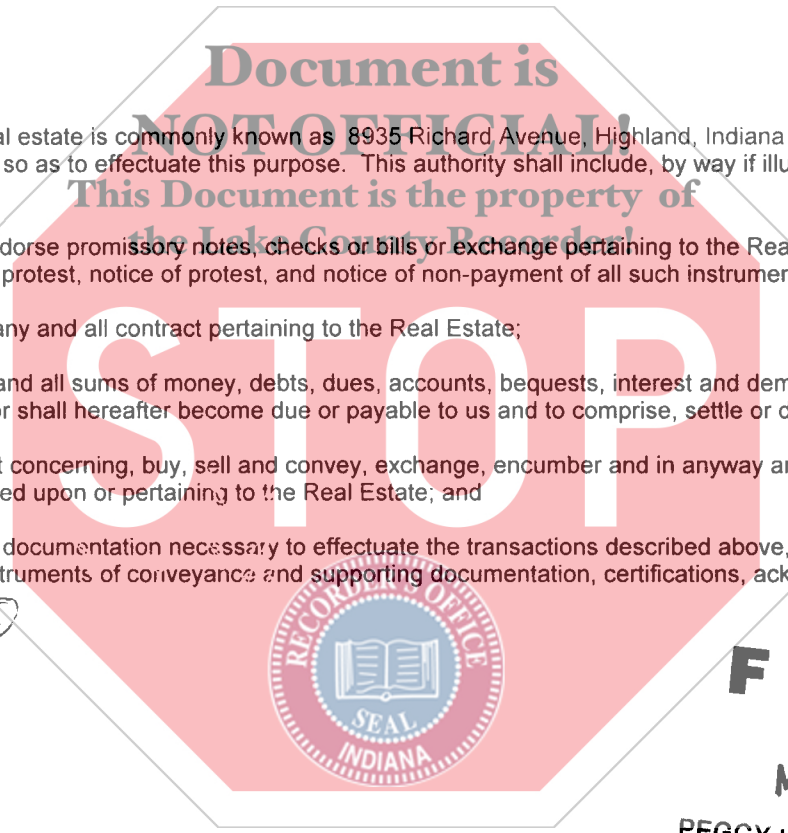 Document is
NOT OFFICIAL!
al estate is commonly known as 8935 Richard Avenue, Highland, Indiana
so as to effectuate this purpose. This authority shall include, by way if illu
This Document is the property of
the Lake County Recorder!
dorse promissory notes, checks or bills or exchange pertaining to the Rea
protest, notice of protest, and notice of non-payment of all such instrumen
any and all contract pertaining to the Real Estate;
and all sums of money, debts, dues, accounts, bequests, interest and dem
or shall hereafter become due or payable to us and to comprise, settle or
concerning, buy, sell and convey, exchange, encumber and in anyway
ed upon or pertaining to the Real Estate; and
documentation necessary to effectuate the transactions described above,
truments of conveyance and supporting documentation, certifications, ack
STOP
RECORDER'S OFFICE
SEAL
INDIANA
F
PEGGY